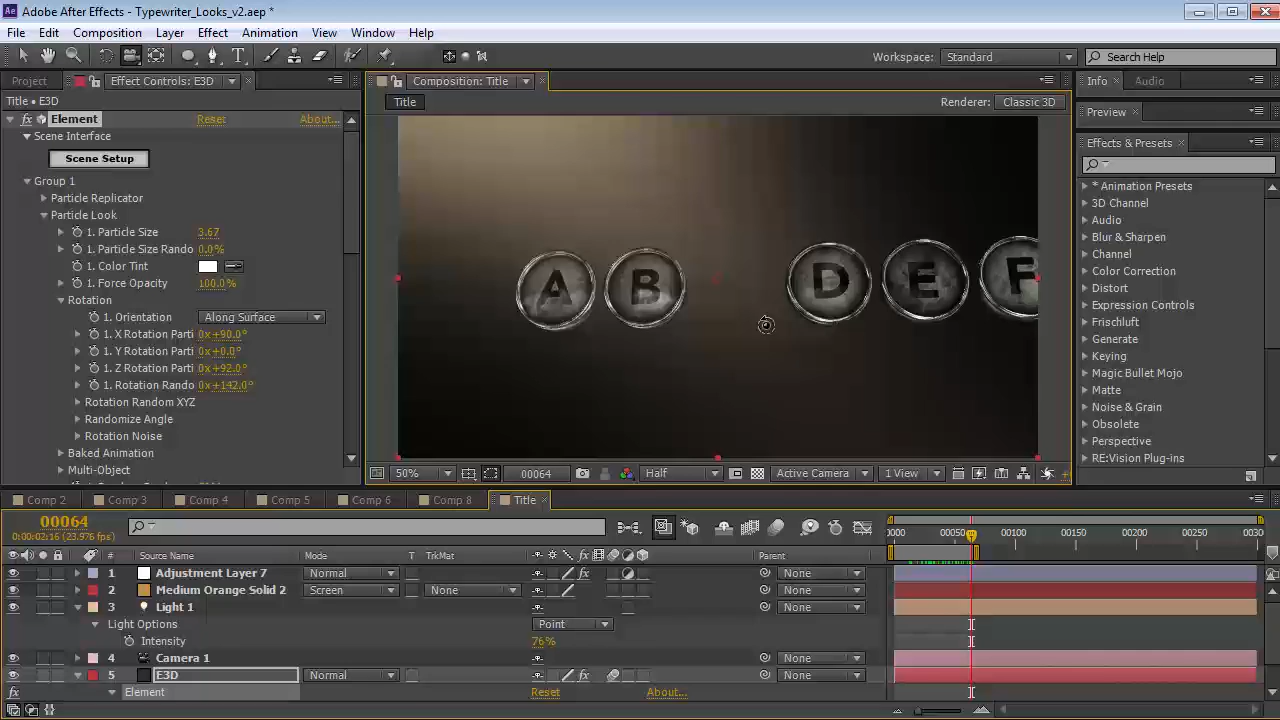 Adobe After Effects - Typewriter_Looks_v2.aep *
File Edit Composition Layer Effect Animation View Window Help
Workspace: Standard Search Help
Project Effect Controls: E3D Composition: Title Info Audio
Title • E3D
Title Renderer: Classic 3D
fx Element Reset About...
Scene Interface
Scene Setup
Group 1
Particle Replicator
Particle Look
1. Particle Size 3.67
1. Particle Size Rando 0.0%
1. Color Tint
1. Force Opacity 100.0%
Rotation
1. Orientation Along Surface
1. X Rotation Parti 0x+90.0°
1. Y Rotation Parti 0x+0.0°
1. Z Rotation Parti 0x+92.0°
1. Rotation Rando 0x+142.0°
Rotation Random XYZ
Randomize Angle
Rotation Noise
Baked Animation
Multi-Object
A B D E F
Preview
Effects & Presets
* Animation Presets
3D Channel
Audio
Blur & Sharpen
Channel
Color Correction
Distort
Expression Controls
Frischluft
Generate
Keying
Magic Bullet Mojo
Matte
Noise & Grain
Obsolete
Perspective
RE:Vision Plug-ins
50% 00064 Half Active Camera 1 View
Comp 2 Comp 3 Comp 4 Comp 5 Comp 6 Comp 8 Title
00064
0:00:02:16 (23.976 fps)
0000 00050 00100 00150 00200 00250 0030
# Source Name Mode T TrkMat Parent
1 Adjustment Layer 7 Normal fx None
2 Medium Orange Solid 2 Screen None None
3 Light 1 None
Light Options Point
Intensity 76%
4 Camera 1 None
5 E3D Normal fx None
fx Element Reset About...